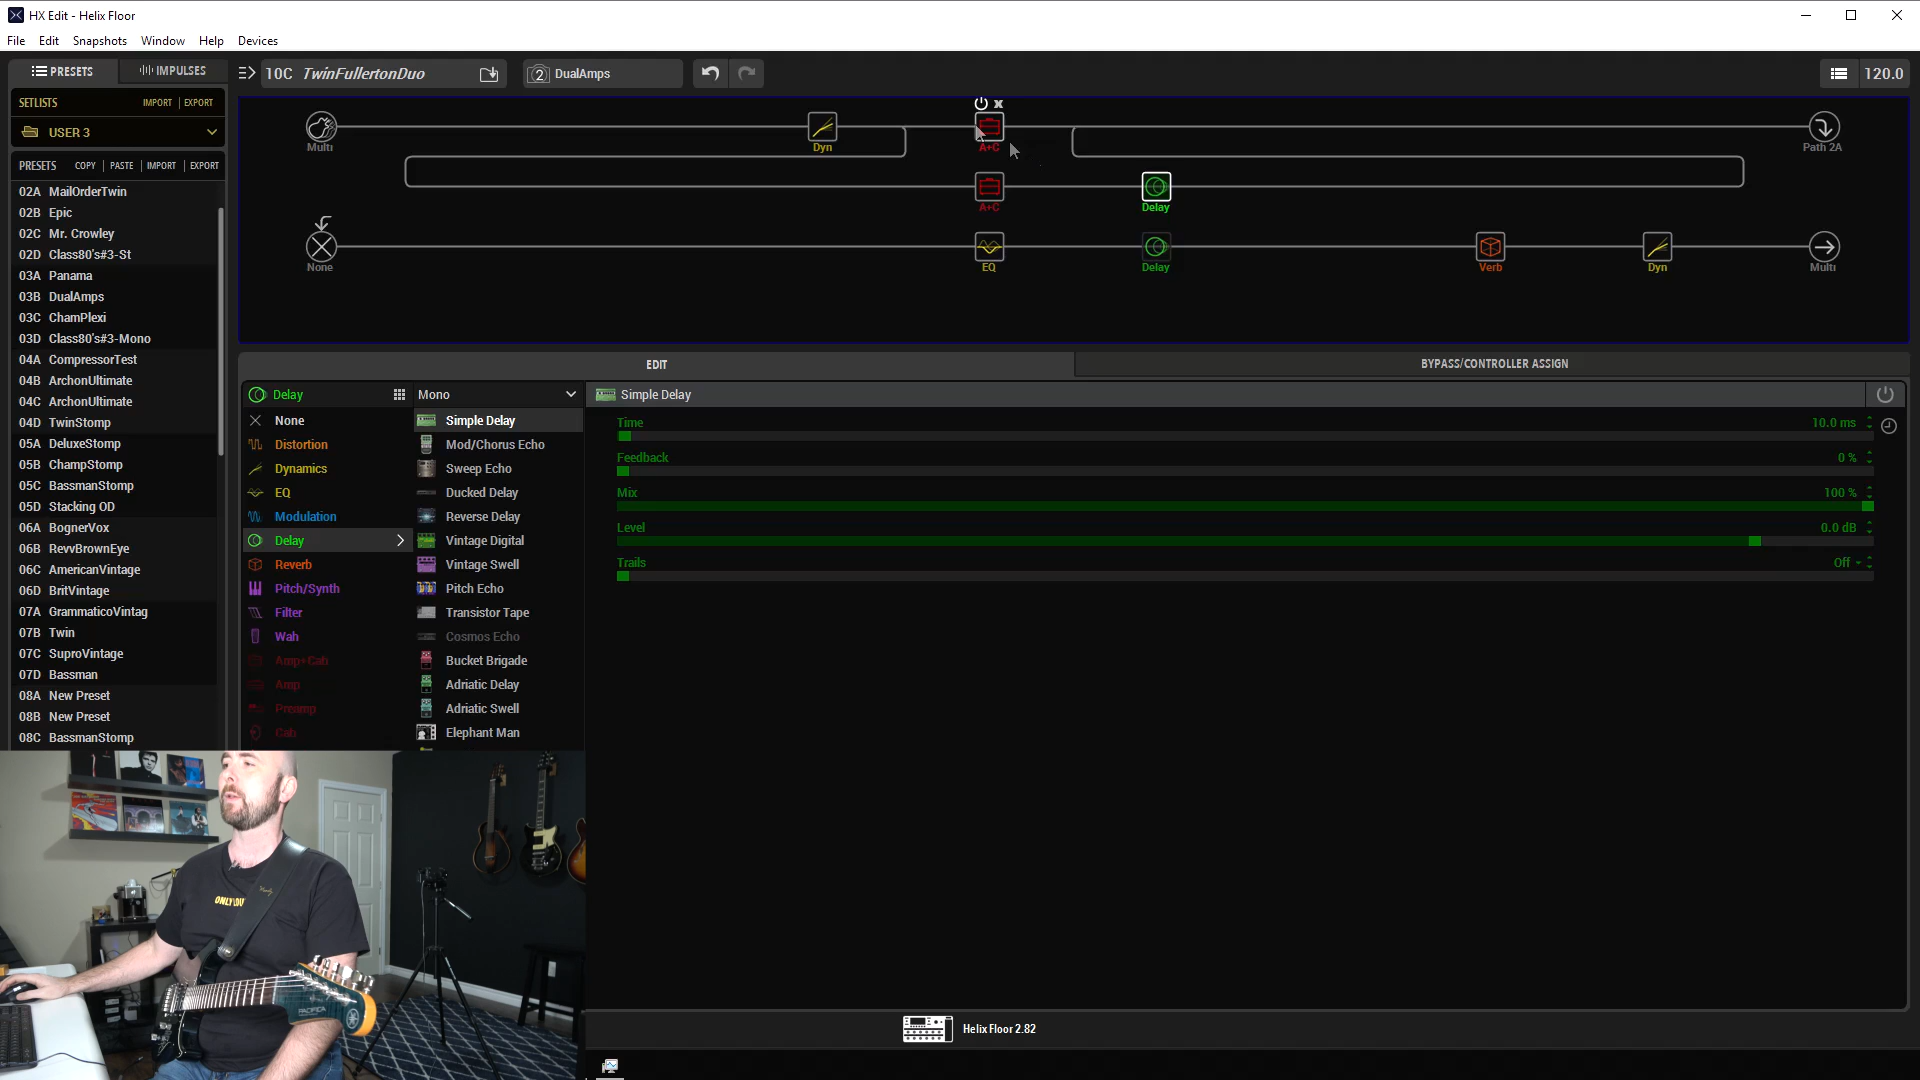 HX Edit - Helix Floor
File Edit Snapshots Window Help Devices
PRESETS IMPULSES
10C TwinFullertonDuo
2 DualAmps
120.0
SETLISTS IMPORT | EXPORT
USER 3
PRESETS COPY | PASTE | IMPORT | EXPORT
02A MailOrderTwin
02B Epic
02C Mr. Crowley
02D Class80's#3-St
03A Panama
03B DualAmps
03C ChamPlexi
03D Class80's#3-Mono
04A CompressorTest
04B ArchonUltimate
04C ArchonUltimate
04D TwinStomp
05A DeluxeStomp
05B ChampStomp
05C BassmanStomp
05D Stacking OD
06A BognerVox
06B RevvBrownEye
06C AmericanVintage
06D BritVintage
07A GrammaticoVintag
07B Twin
07C SuproVintage
07D Bassman
08A New Preset
08B New Preset
08C BassmanStomp
Multi
Dyn
A+C
Path 2A
A+C
Delay
None
EQ
Delay
Verb
Dyn
Multi
EDIT
BYPASS/CONTROLLER ASSIGN
Delay
None
Distortion
Dynamics
EQ
Modulation
Delay
Reverb
Pitch/Synth
Filter
Wah
Amp+Cab
Amp
Preamp
Cab
Mono
Simple Delay
Mod/Chorus Echo
Sweep Echo
Ducked Delay
Reverse Delay
Vintage Digital
Vintage Swell
Pitch Echo
Transistor Tape
Cosmos Echo
Bucket Brigade
Adriatic Delay
Adriatic Swell
Elephant Man
Simple Delay
Time 10.0 ms
Feedback 0 %
Mix 100 %
Level 0.0 dB
Trails Off
PACIFICA
Helix Floor 2.82